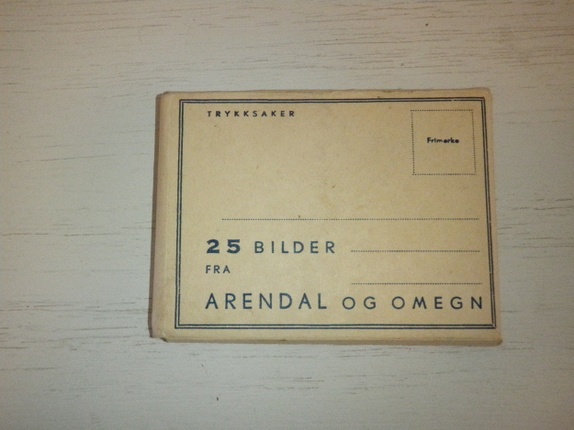 TRYKKSAKER
Frimerke
25 BILDER
FRA
ARENDAL OG OMEGN